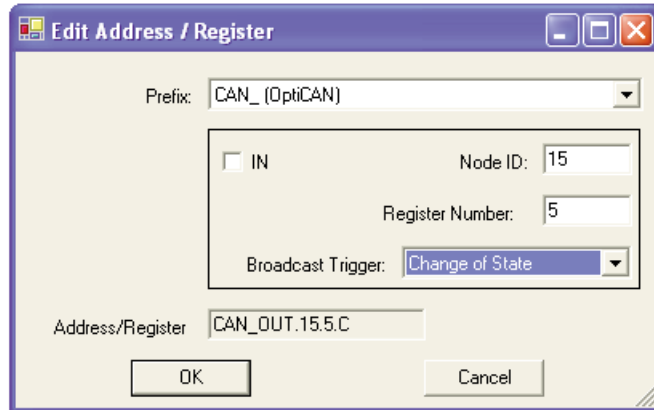 Edit Address / Register
Prefix: CAN_ (OptiCAN)
IN Node ID: 15
Register Number: 5
Broadcast Trigger: Change of State
Address/Register CAN_OUT.15.5.C
OK Cancel